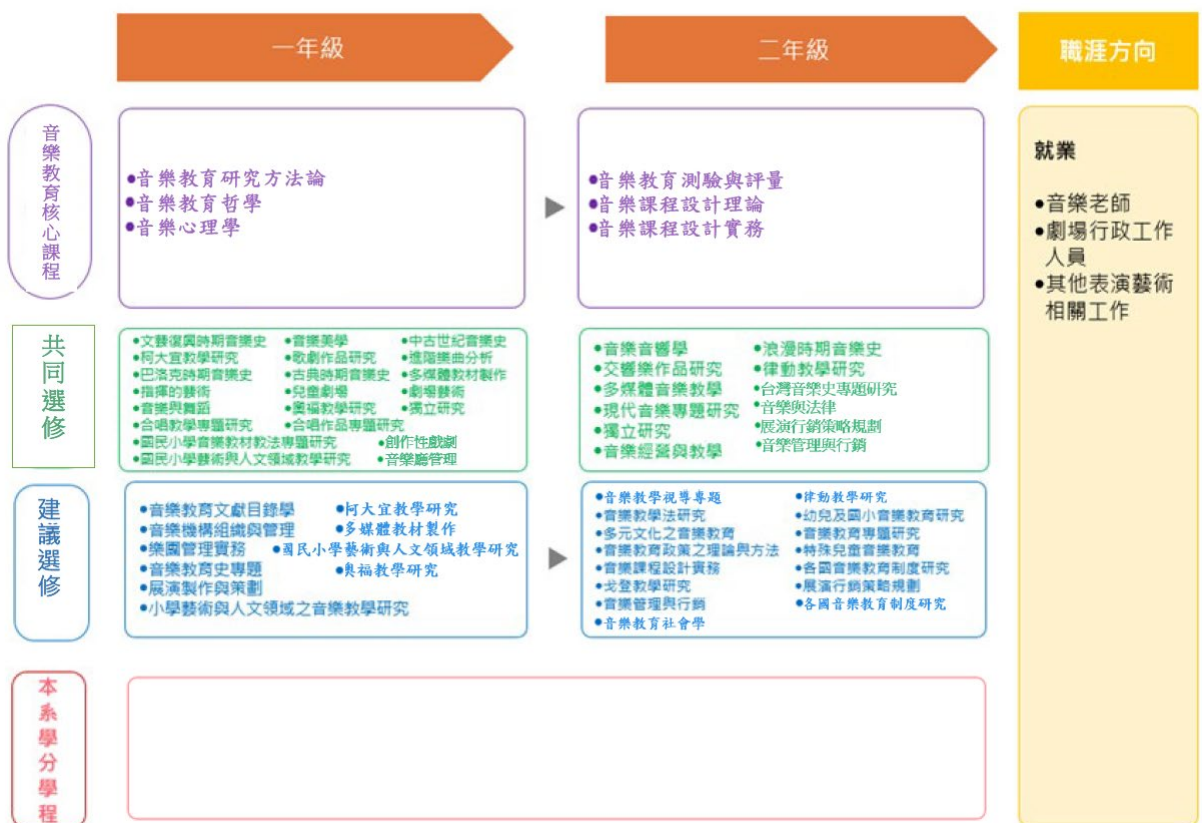 一年級
二年級
職涯方向
音樂教育核心課程
●音樂教育研究方法論
●音樂教育哲學
●音樂心理學
●音樂教育測驗與評量
●音樂課程設計理論
●音樂課程設計實務
就業
●音樂老師
●劇場行政工作
人員
●其他表演藝術
相關工作
共同選修
●文藝復興時期音樂史 ●音樂美學 ●中古世紀音樂史
●柯大宜教學研究 ●歌劇作品研究 ●進階樂曲分析
●巴洛克時期音樂史 ●古典時期音樂史 ●多媒體教材製作
●指揮的藝術 ●兒童劇場 ●劇場藝術
●音樂與舞蹈 ●奧福教學研究 ●獨立研究
●合唱教學專題研究 ●合唱作品專題研究
●國民小學音樂教材教法專題研究 ●創作性戲劇
●國民小學藝術與人文領域教學研究 ●音樂廳管理
●音樂音響學 ●浪漫時期音樂史
●交響樂作品研究 ●律動教學研究
●多媒體音樂教學 ●台灣音樂史專題研究
●現代音樂專題研究 ●音樂與法律
●獨立研究 ●展演行銷策略規劃
●音樂經營與教學 ●音樂管理與行銷
建議選修
●音樂教育文獻目錄學 ●柯大宜教學研究
●音樂機構組織與管理 ●多媒體教材製作
●樂團管理實務 ●國民小學藝術與人文領域教學研究
●音樂教育史專題 ●奧福教學研究
●展演製作與策劃
●小學藝術與人文領域之音樂教學研究
●音樂教學視導專題 ●律動教學研究
●音樂教學法研究 ●幼兒及國小音樂教育研究
●多元文化之音樂教育 ●音樂教育專題研究
●音樂教育政策之理論與方法 ●特殊兒童音樂教育
●音樂課程設計實務 ●各國音樂教育制度研究
●戈登教學研究 ●展演行銷策略規劃
●音樂管理與行銷 ●各國音樂教育制度研究
●音樂教育社會學
本系學分學程